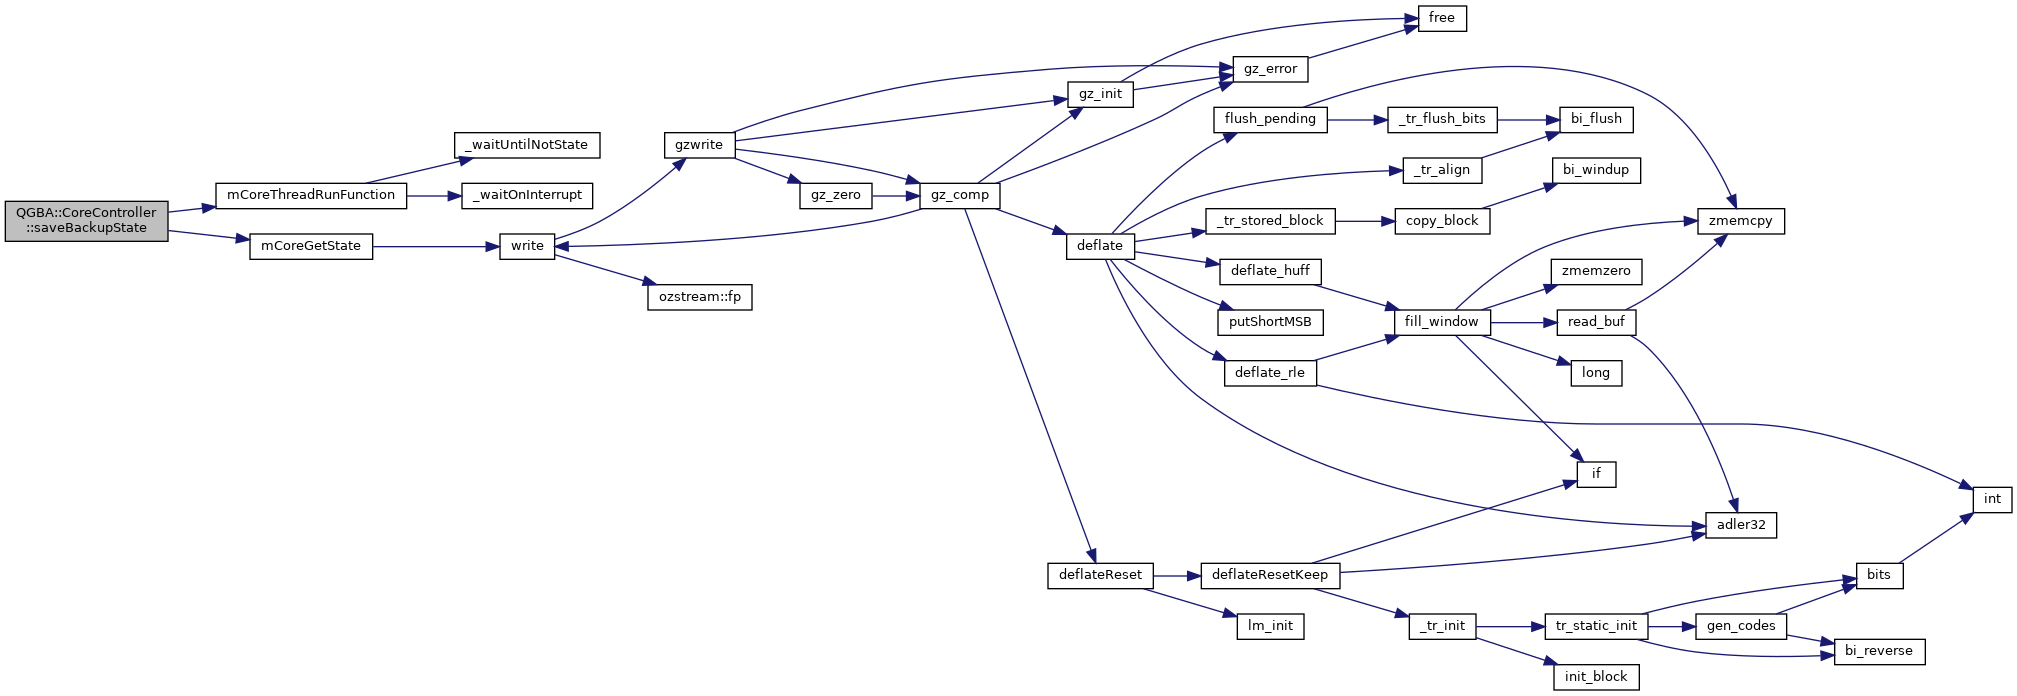 QGBA::CoreController
::saveBackupState
mCoreThreadRunFunction
mCoreGetState
_waitUntilNotState
_waitOnInterrupt
write
gzwrite
ozstream::fp
gz_zero
gz_comp
gz_init
deflate
deflateReset
free
gz_error
flush_pending
_tr_flush_bits
bi_flush
_tr_align
bi_windup
_tr_stored_block
copy_block
zmemcpy
deflate_huff
zmemzero
putShortMSB
fill_window
read_buf
deflate_rle
long
if
int
adler32
deflateResetKeep
bits
lm_init
_tr_init
tr_static_init
gen_codes
bi_reverse
init_block